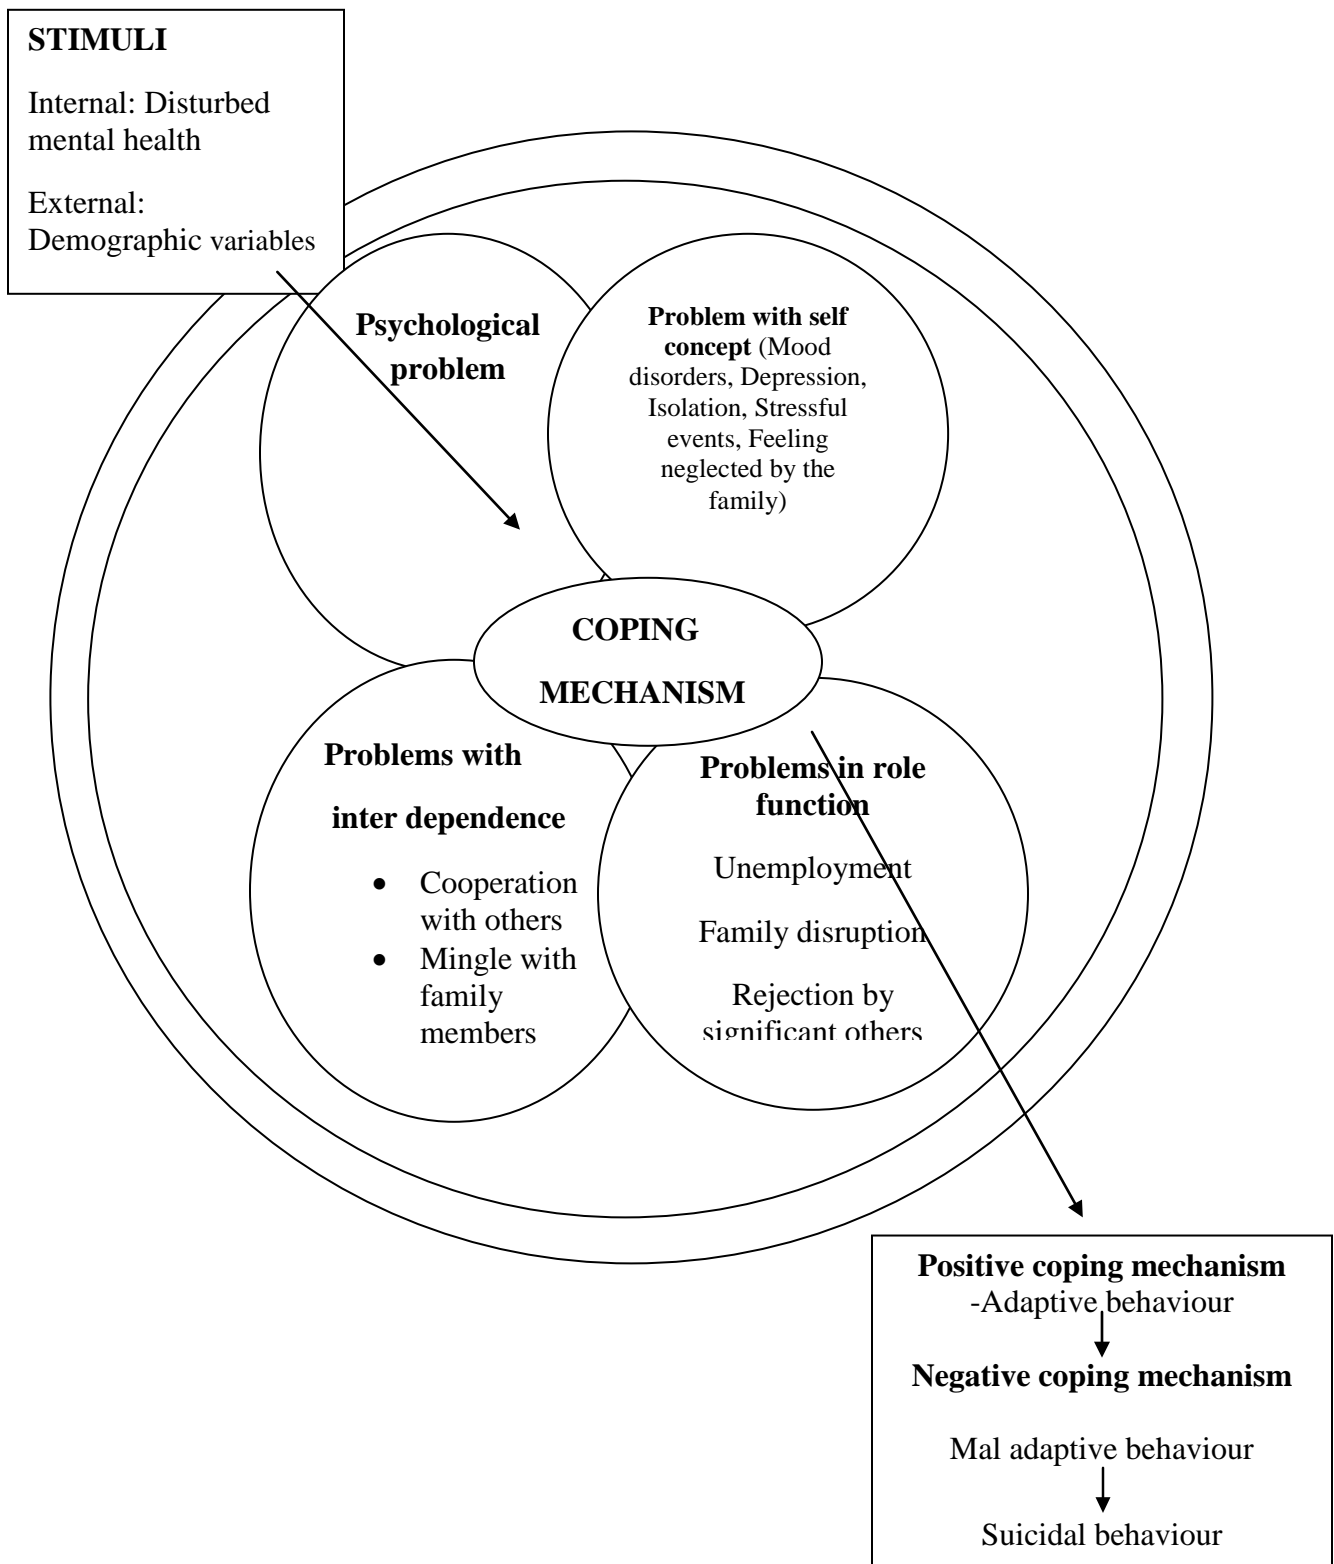 STIMULI
Internal: Disturbed
mental health
External:
Demographic variables
Psychological
problem
Problem with self
concept (Mood
disorders, Depression,
Isolation, Stressful
events, Feeling
neglected by the
family)
COPING
MECHANISM
Problems with
inter dependence
• Cooperation
with others
• Mingle with
family
members
Problems in role
function
Unemployment
Family disruption
Rejection by
significant others
Positive coping mechanism
-Adaptive behaviour
Negative coping mechanism
Mal adaptive behaviour
Suicidal behaviour